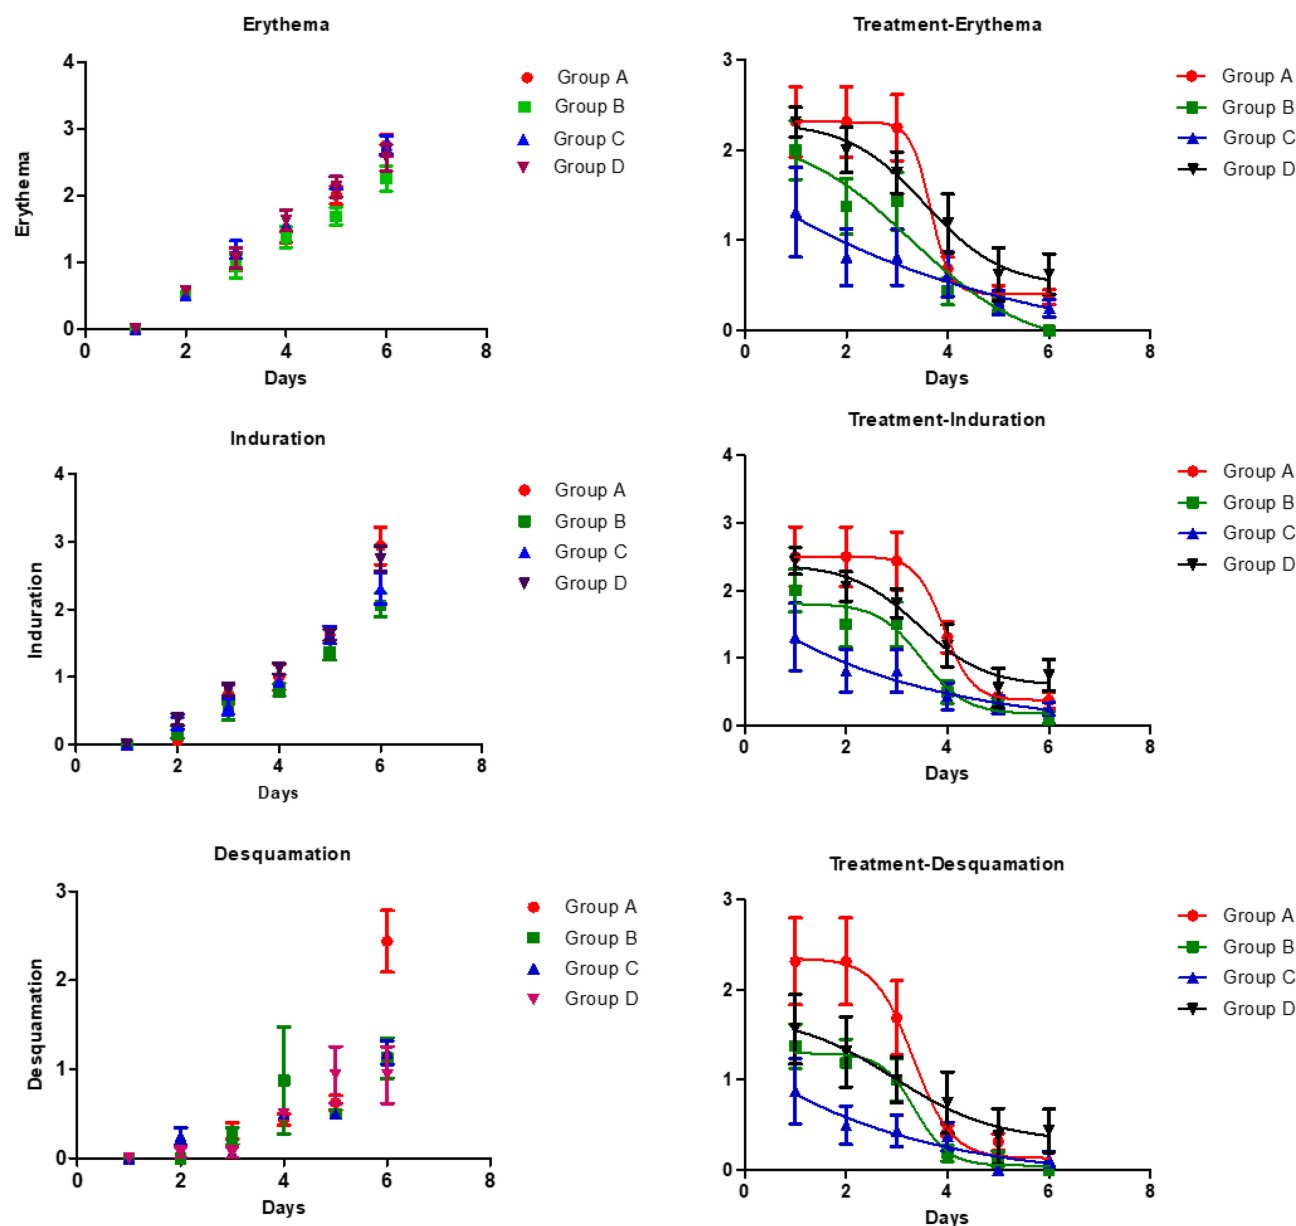 Erythema
4
3
2
1
0
0 2 4 6 8
Erythema
Days
Group A
Group B
Group C
Group D
Treatment-Erythema
3
2
1
0
0 2 4 6 8
Days
Group A
Group B
Group C
Group D
Induration
4
3
2
1
0
0 2 4 6 8
Induration
Days
Group A
Group B
Group C
Group D
Treatment-Induration
4
3
2
1
0
0 2 4 6 8
Days
Group A
Group B
Group C
Group D
Desquamation
3
2
1
0
0 2 4 6 8
Desquamation
Days
Group A
Group B
Group C
Group D
Treatment-Desquamation
3
2
1
0
0 2 4 6 8
Days
Group A
Group B
Group C
Group D